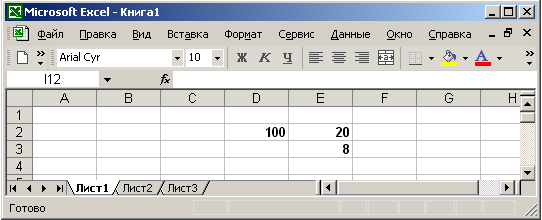 Microsoft Excel - Книга1
Файл Правка Вид Вставка Формат Сервис Данные Окно Справка
Arial Cyr 10 Ж К Ч А
I12 fx
A B C D E F G H
1
2 100 20
3 8
4
Лист1 Лист2 Лист3
Готово